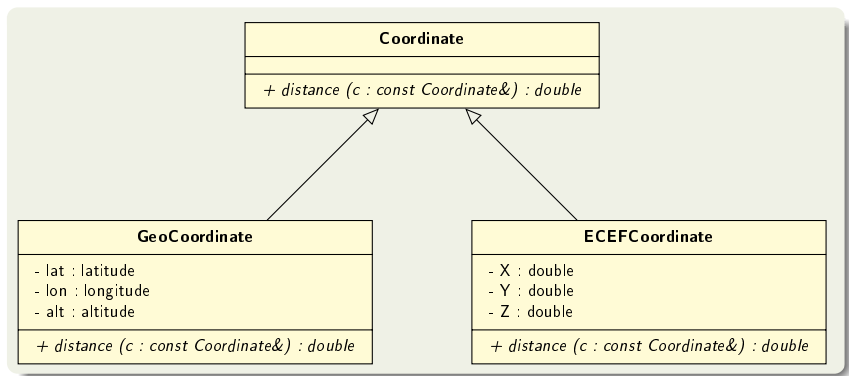 Coordinate
+ distance (c : const Coordinate&) : double
GeoCoordinate
- lat : latitude
- lon : longitude
- alt : altitude
+ distance (c : const Coordinate&) : double
ECEFCoordinate
- X : double
- Y : double
- Z : double
+ distance (c : const Coordinate&) : double